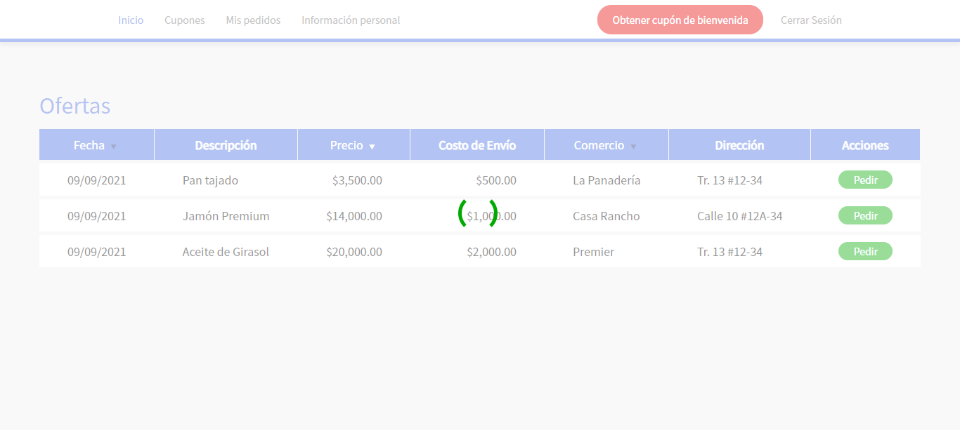 Inicio Cupones Mis pedidos Información personal Obtener cupón de bienvenida Cerrar Sesión
Ofertas
Fecha ▼ Descripción Precio ▼ Costo de Envío Comercio ▼ Dirección Acciones
09/09/2021 Pan tajado $3,500.00 $500.00 La Panadería Tr. 13 #12-34 Pedir
09/09/2021 Jamón Premium $14,000.00 $1,000.00 Casa Rancho Calle 10 #12A-34 Pedir
09/09/2021 Aceite de Girasol $20,000.00 $2,000.00 Premier Tr. 13 #12-34 Pedir